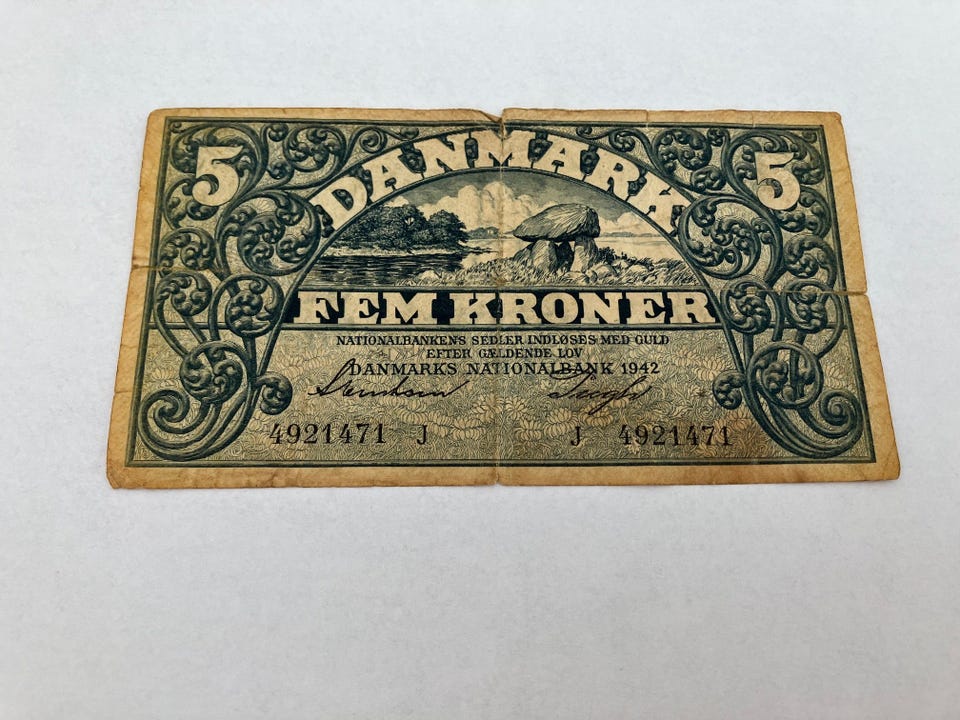 5 DANMARK 5
FEM KRONER
NATIONALBANKENS SEDLER INDLØSES MED GULD
EFTER GÆLDENDE LOV
DANMARKS NATIONALBANK 1942
4921471 J J 4921471